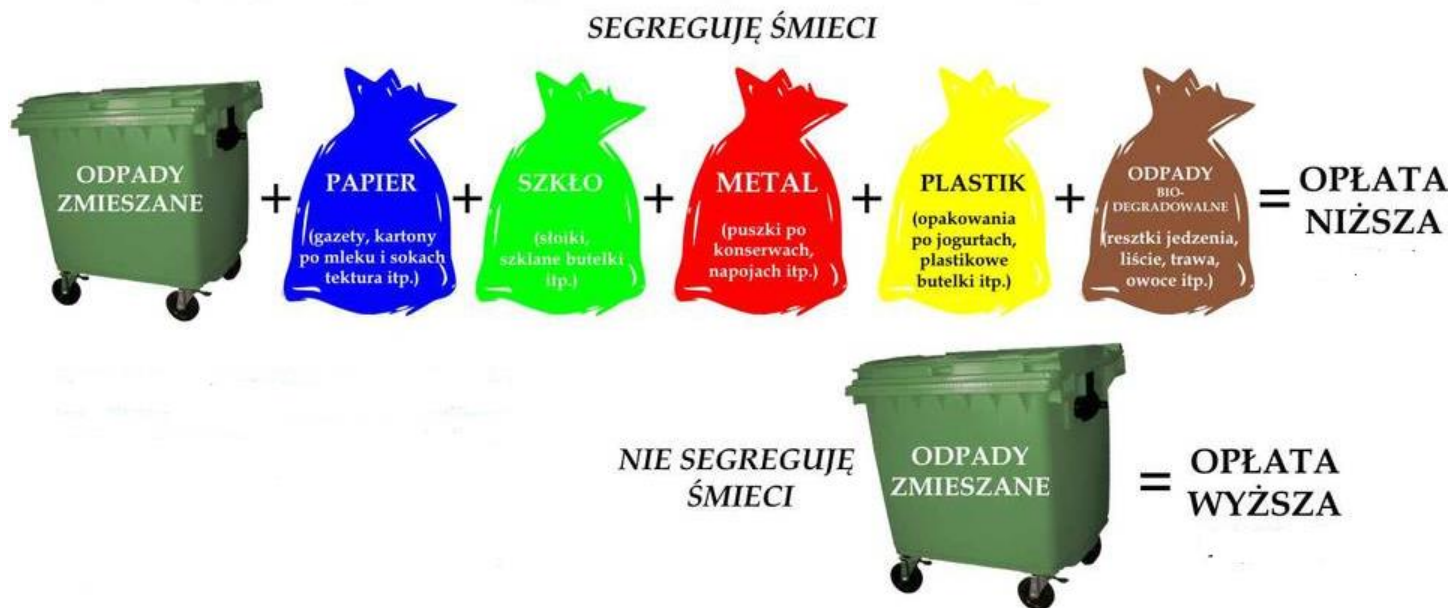 SEGREGUJĘ ŚMIECI
ODPADY
ZMIESZANE
+
PAPIER
(gazety, kartony
po mleku i sokach
tektura itp.)
+
SZKŁO
(słoiki,
szklane butelki
itp.)
+
METAL
(puszki po
konserwach,
napojach itp.)
+
PLASTIK
(opakowania
po jogurtach,
plastikowe
butelki itp.)
+
ODPADY
BIO-
DEGRADOWALNE
(resztki jedzenia,
liście, trawa,
owoce itp.)
=
OPŁATA
NIŻSZA
NIE SEGREGUJĘ
ŚMIECI
ODPADY
ZMIESZANE
=
OPŁATA
WYŻSZA